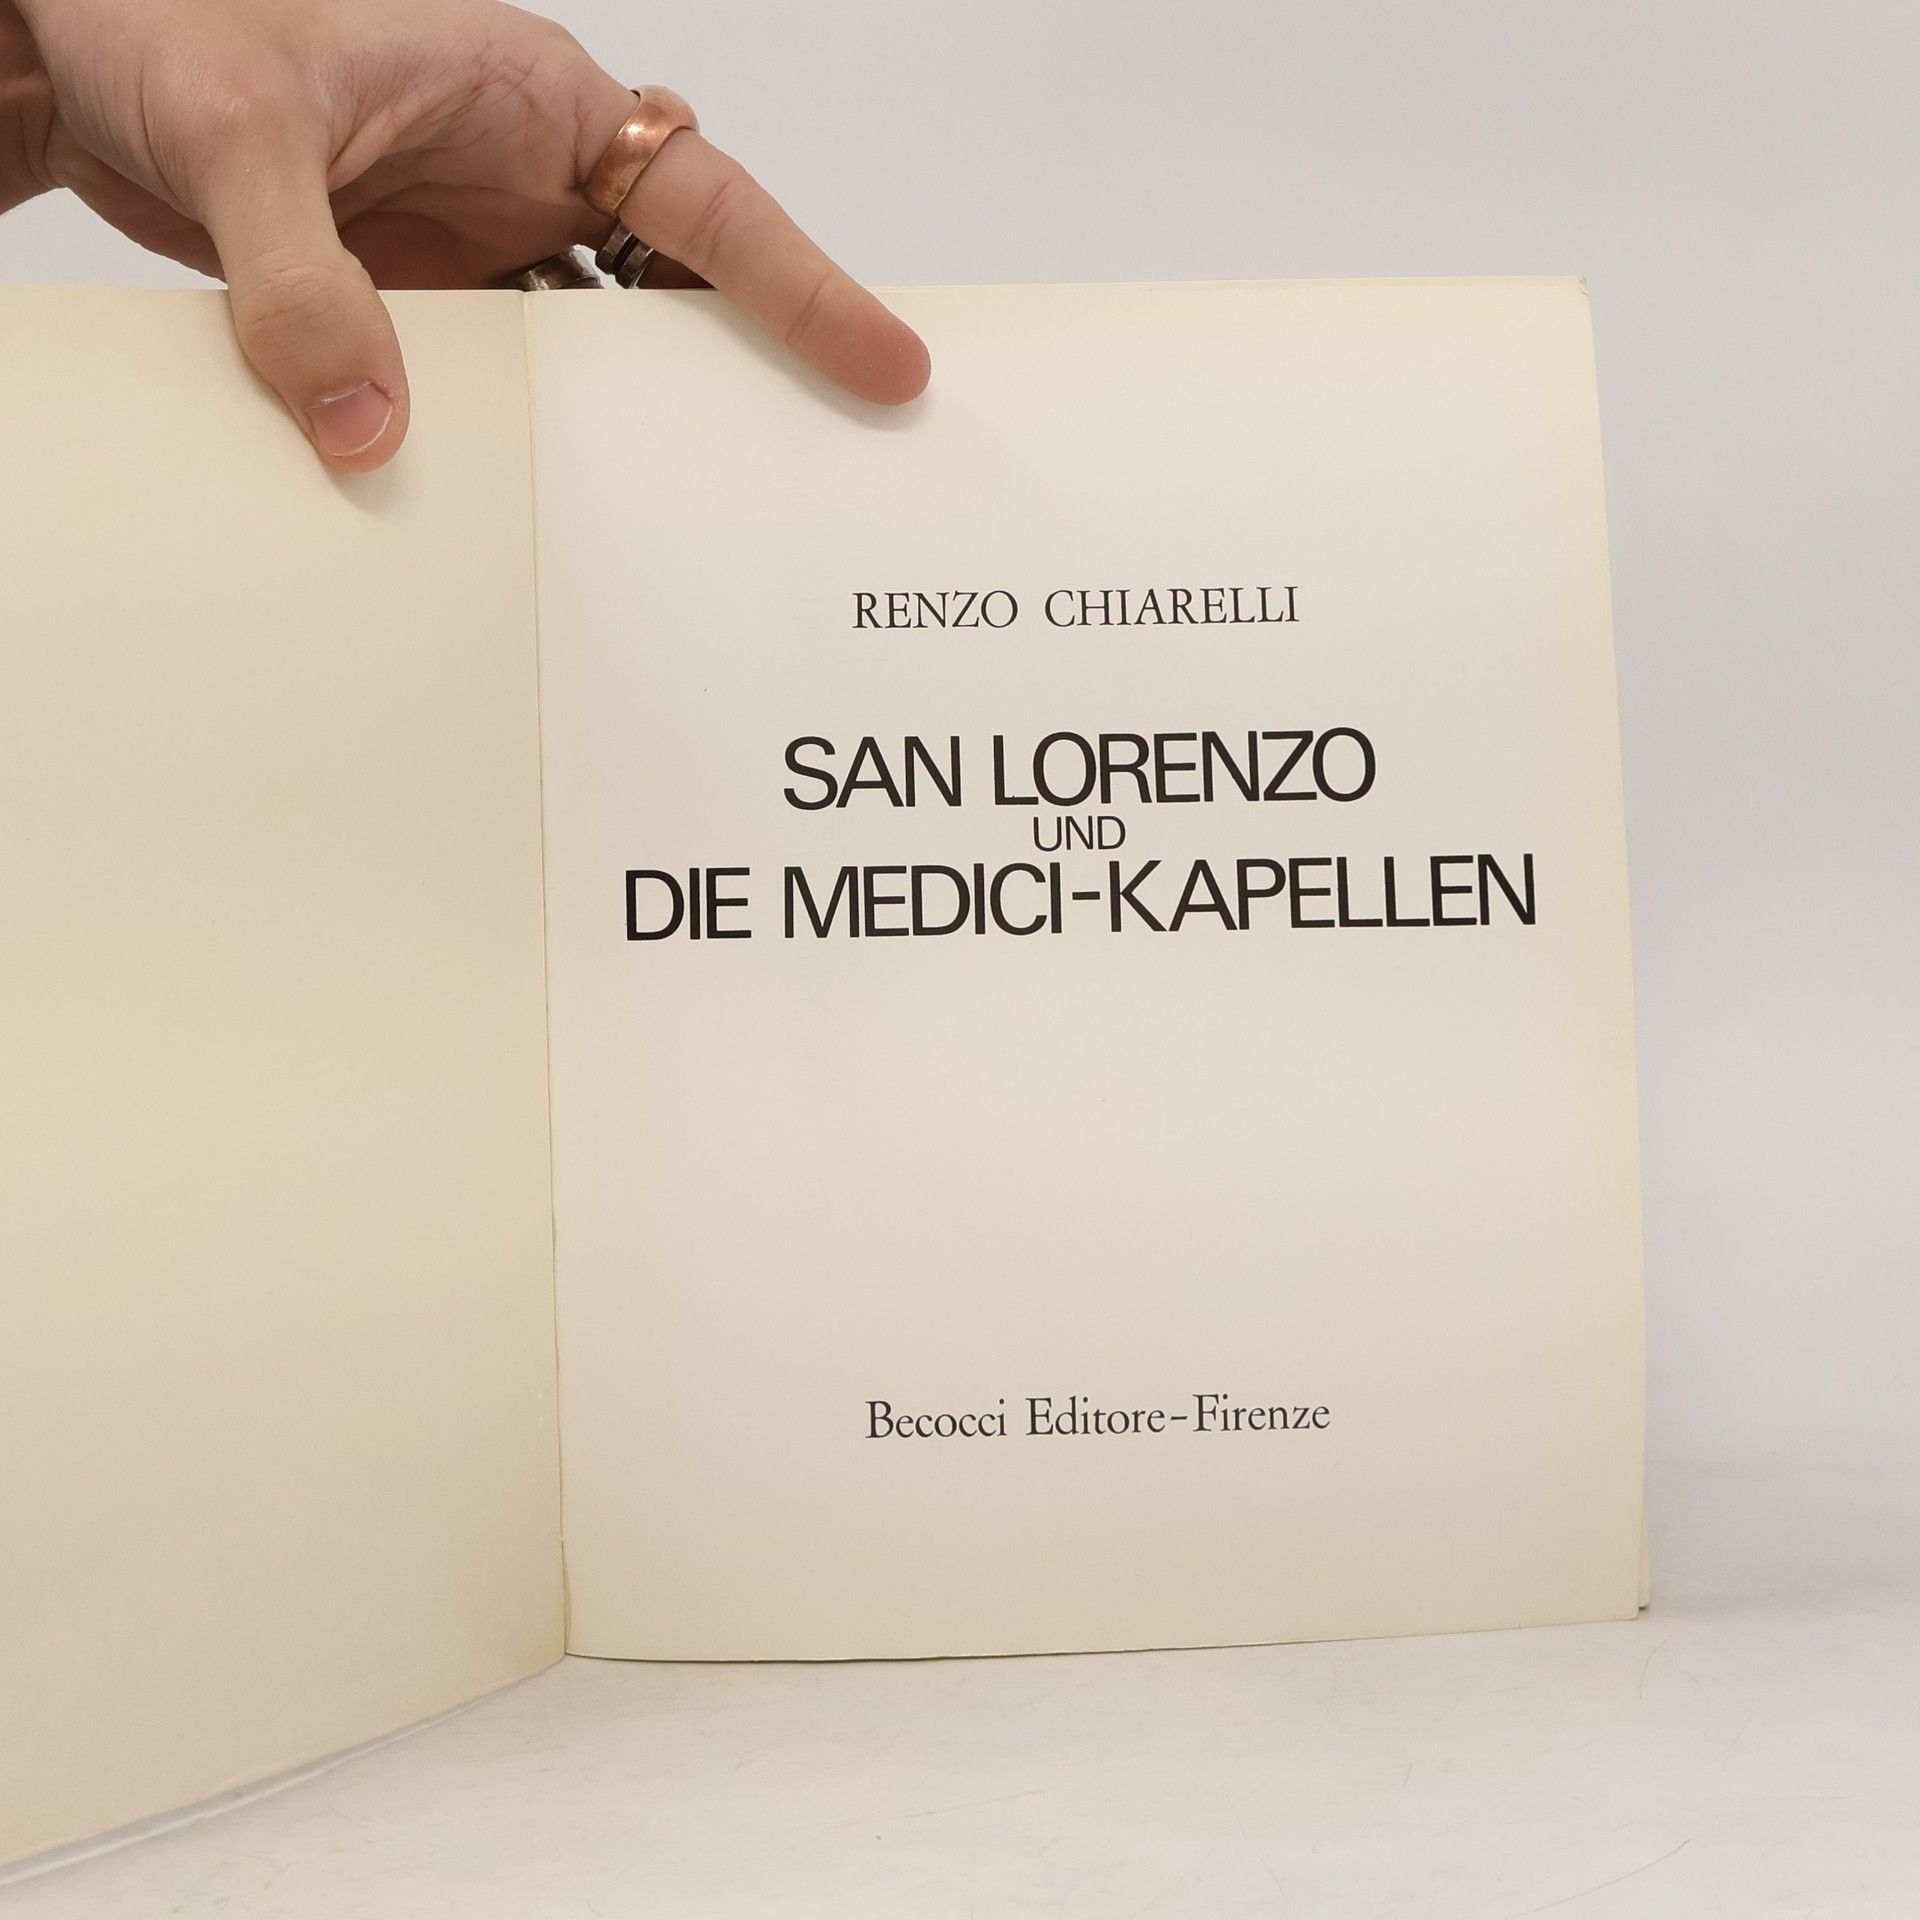 RENZO CHIARELLI
SAN LORENZO
UND
DIE MEDICI-KAPELLEN
Becocci Editore-Firenze